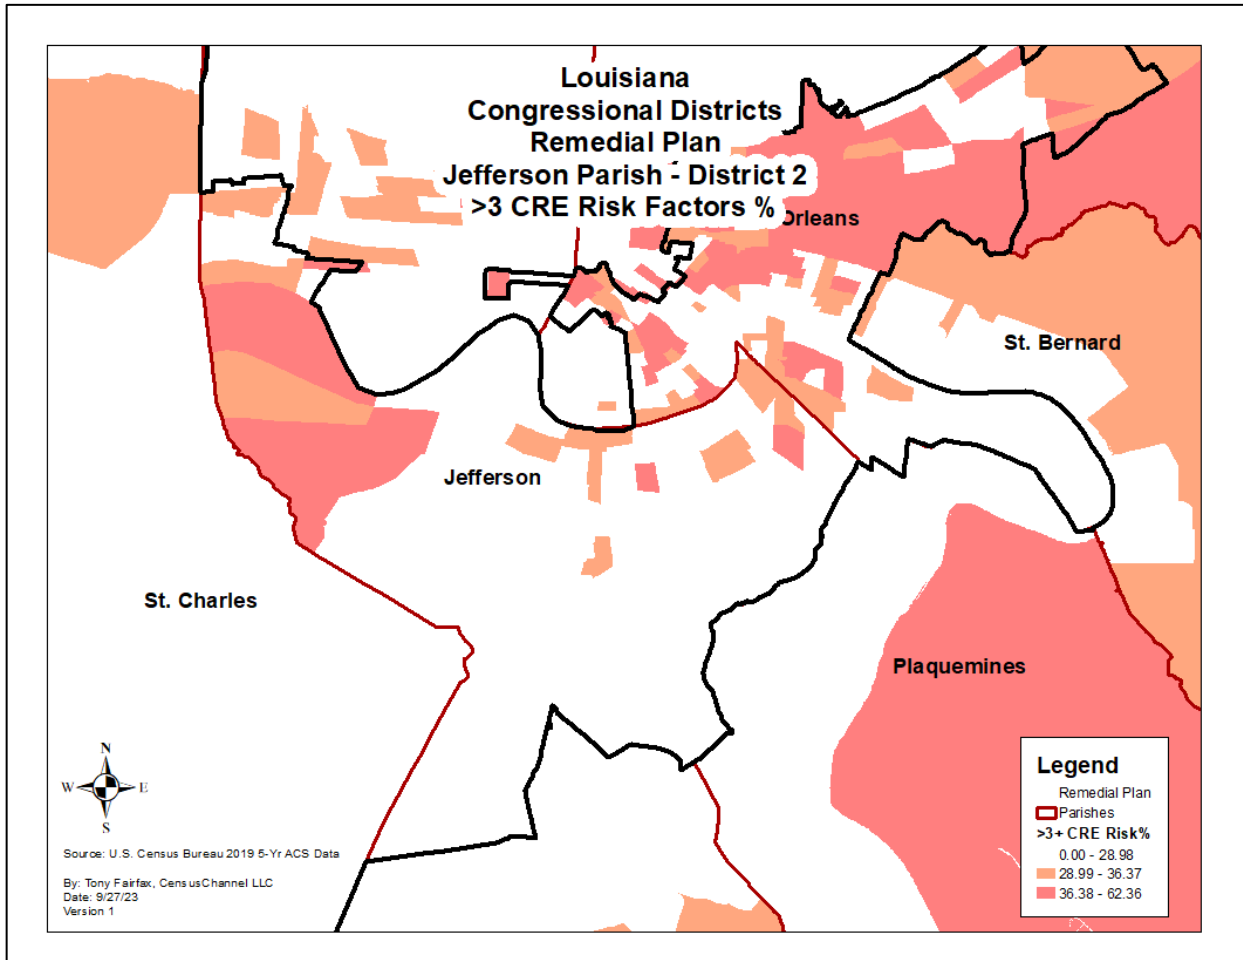 Louisiana
Congressional Districts
Remedial Plan
Jefferson Parish - District 2
>3 CRE Risk Factors %
Orleans
St. Bernard
Jefferson
St. Charles
Plaquemines
N
W E
S
Source: U.S. Census Bureau 2019 5-Yr ACS Data
By: Tony Fairfax, CensusChannel LLC
Date: 9/27/23
Version 1
Legend
Remedial Plan
Parishes
>3+ CRE Risk%
0.00 - 28.98
28.99 - 36.37
36.38 - 62.36